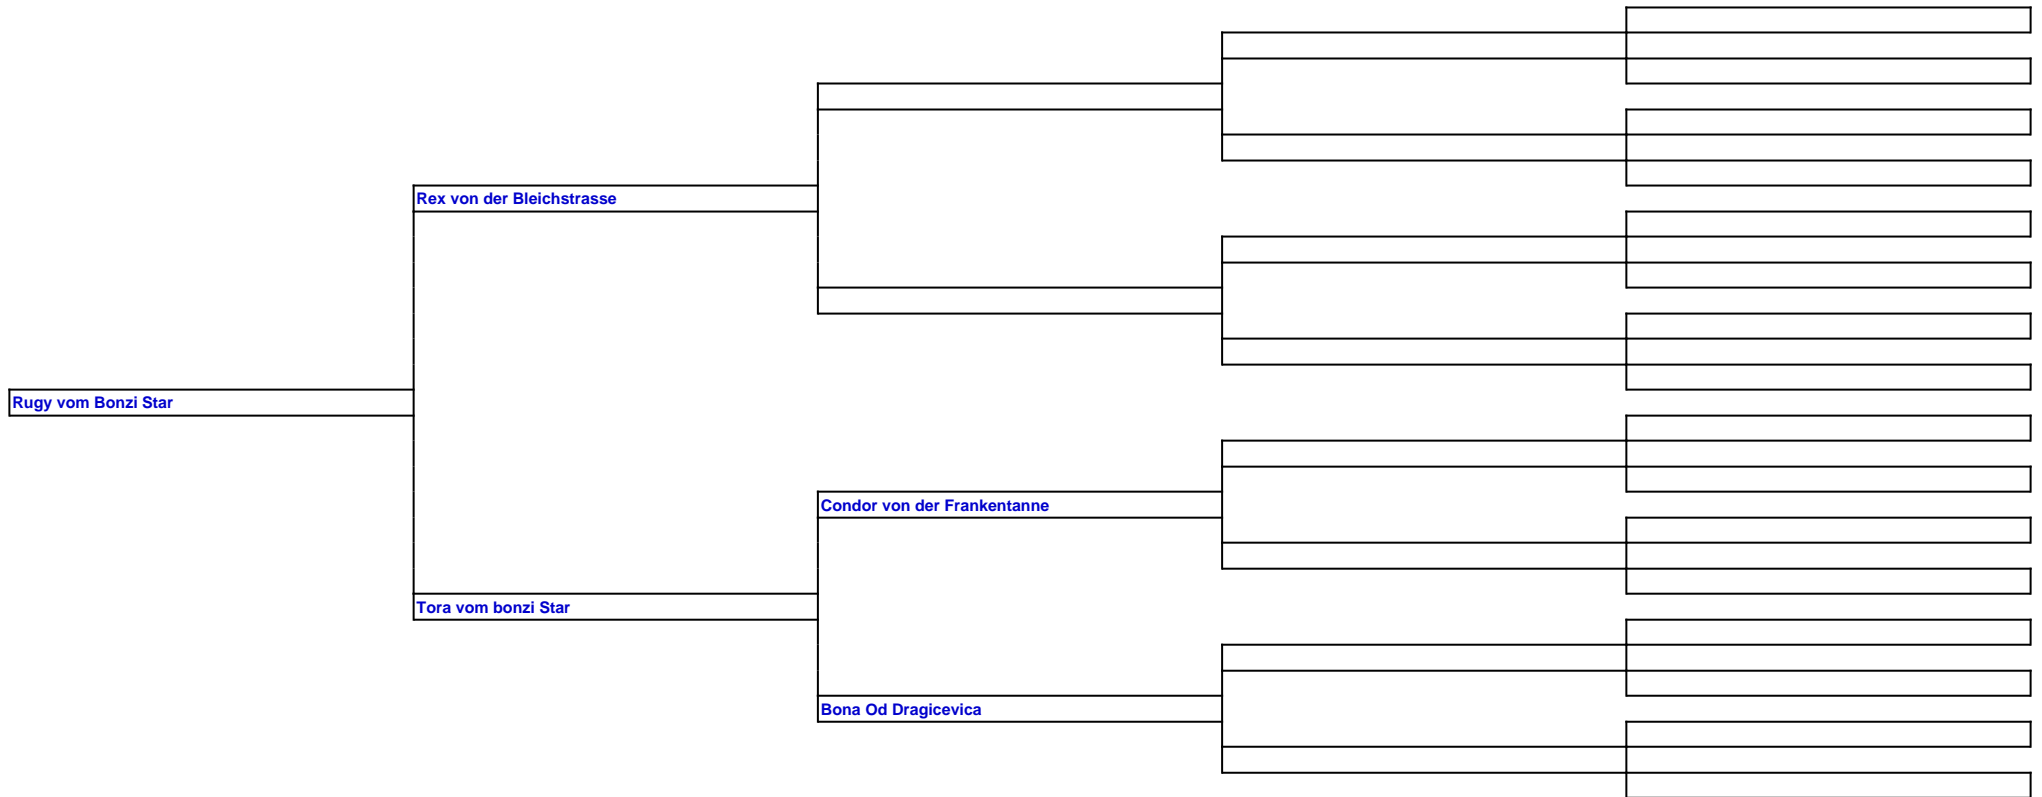 Rex von der Bleichstrasse
Rugy vom Bonzi Star
Condor von der Frankentanne
Tora vom bonzi Star
Bona Od Dragicevica